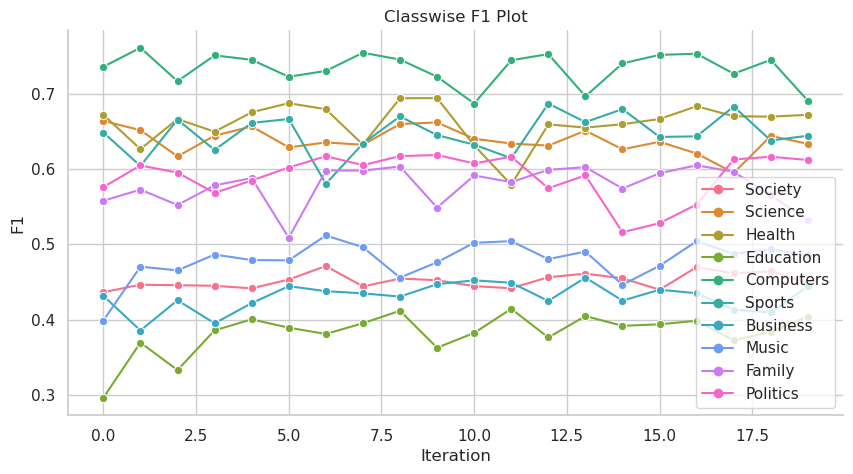 Classwise F1 Plot
F1
0.7
0.6
0.5
0.4
0.3
0.0 2.5 5.0 7.5 10.0 12.5 15.0 17.5
Iteration
Society
Science
Health
Education
Computers
Sports
Business
Music
Family
Politics